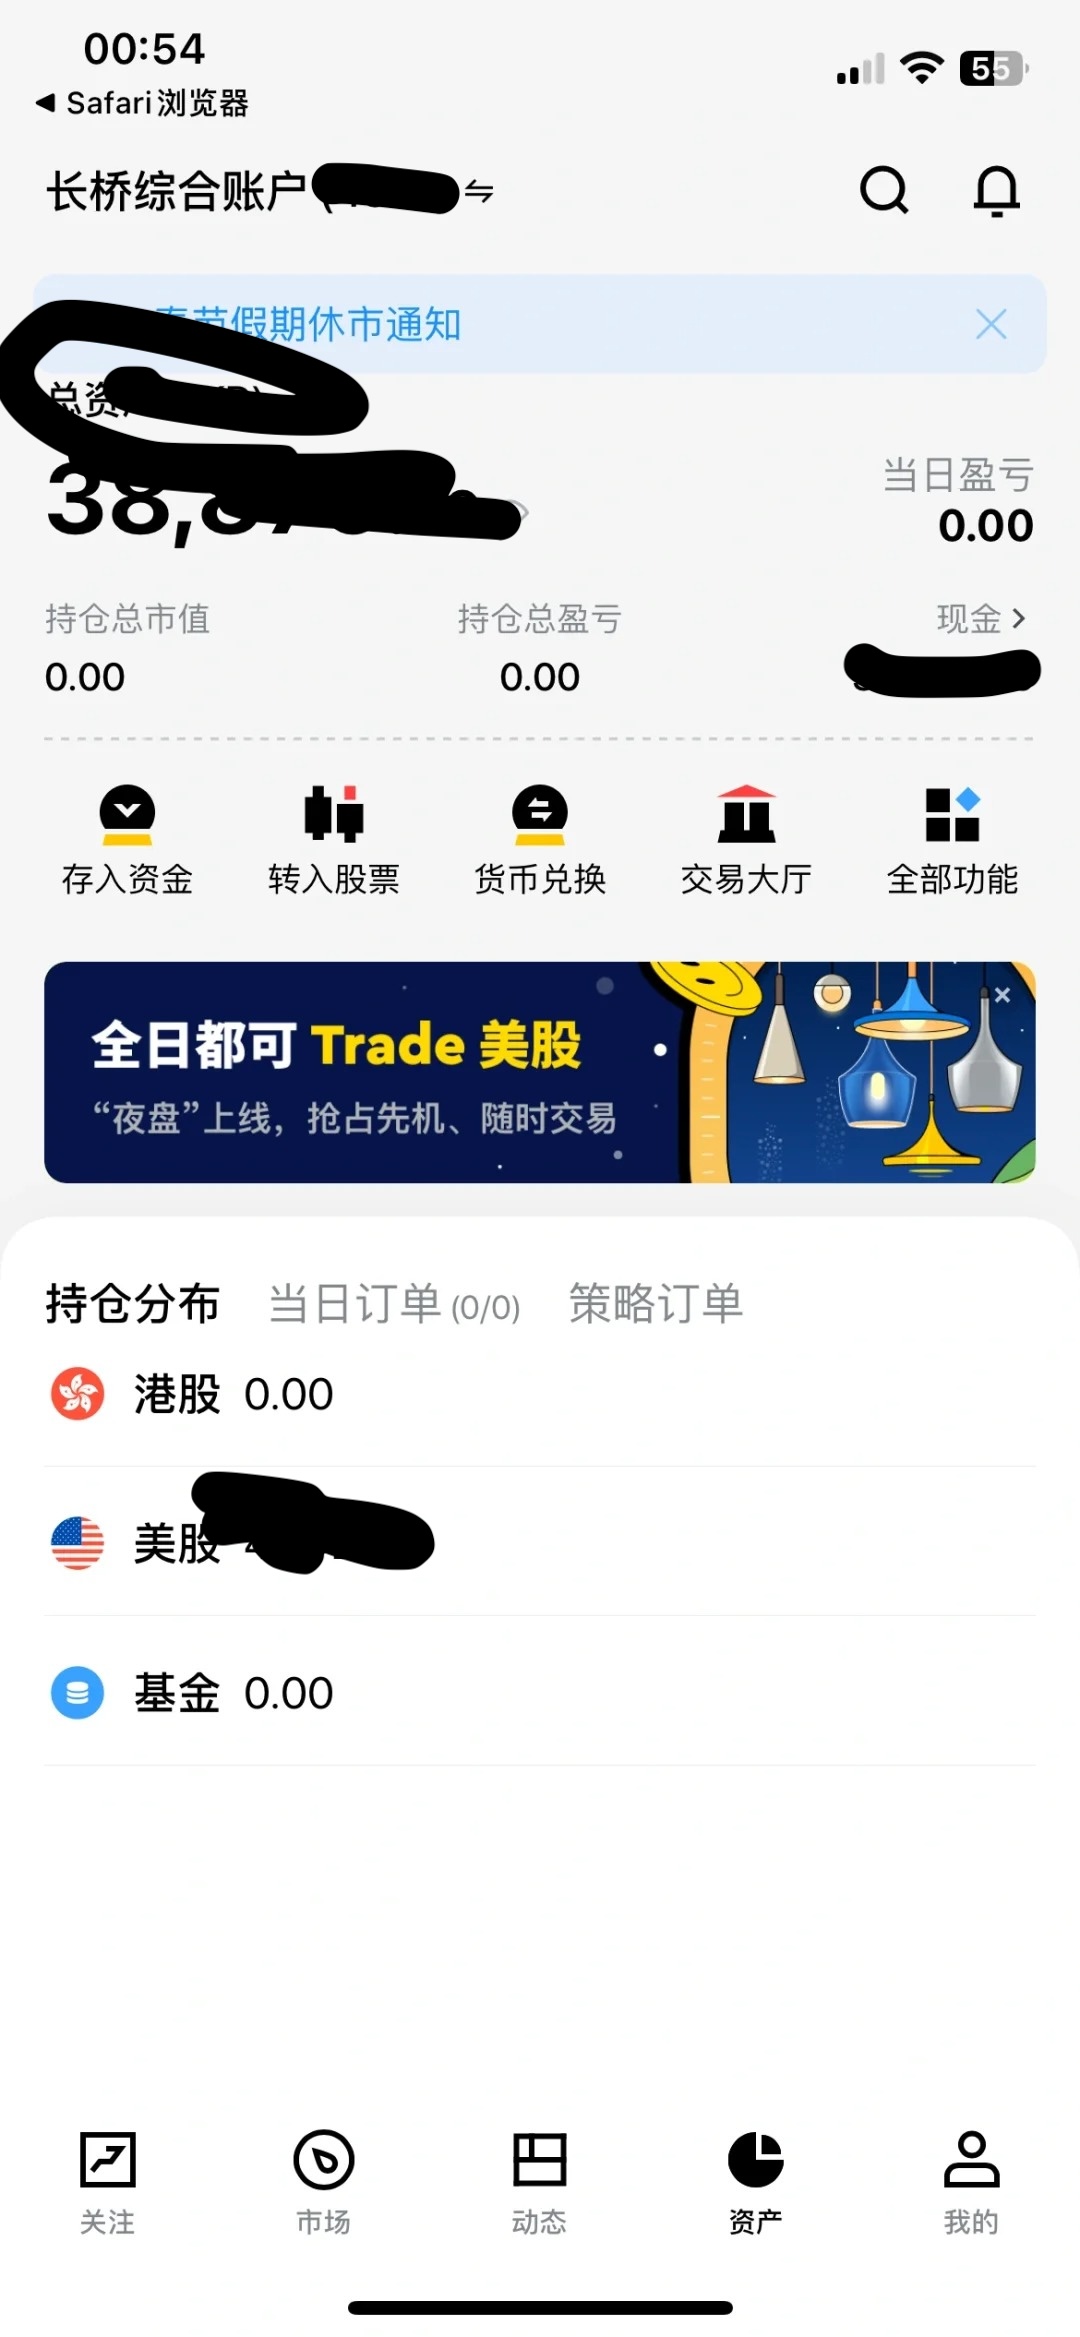 00:54
55
Safari浏览器
长桥综合账户
假期休市通知
总资
38,8
当日盈亏
0.00
持仓总市值
0.00
持仓总盈亏
0.00
现金
存入资金
转入股票
货币兑换
交易大厅
全部功能
全日都可 Trade 美股
“夜盘”上线，抢占先机、随时交易
持仓分布
当日订单(0/0)
策略订单
港股 0.00
美股
基金 0.00
关注
市场
动态
资产
我的